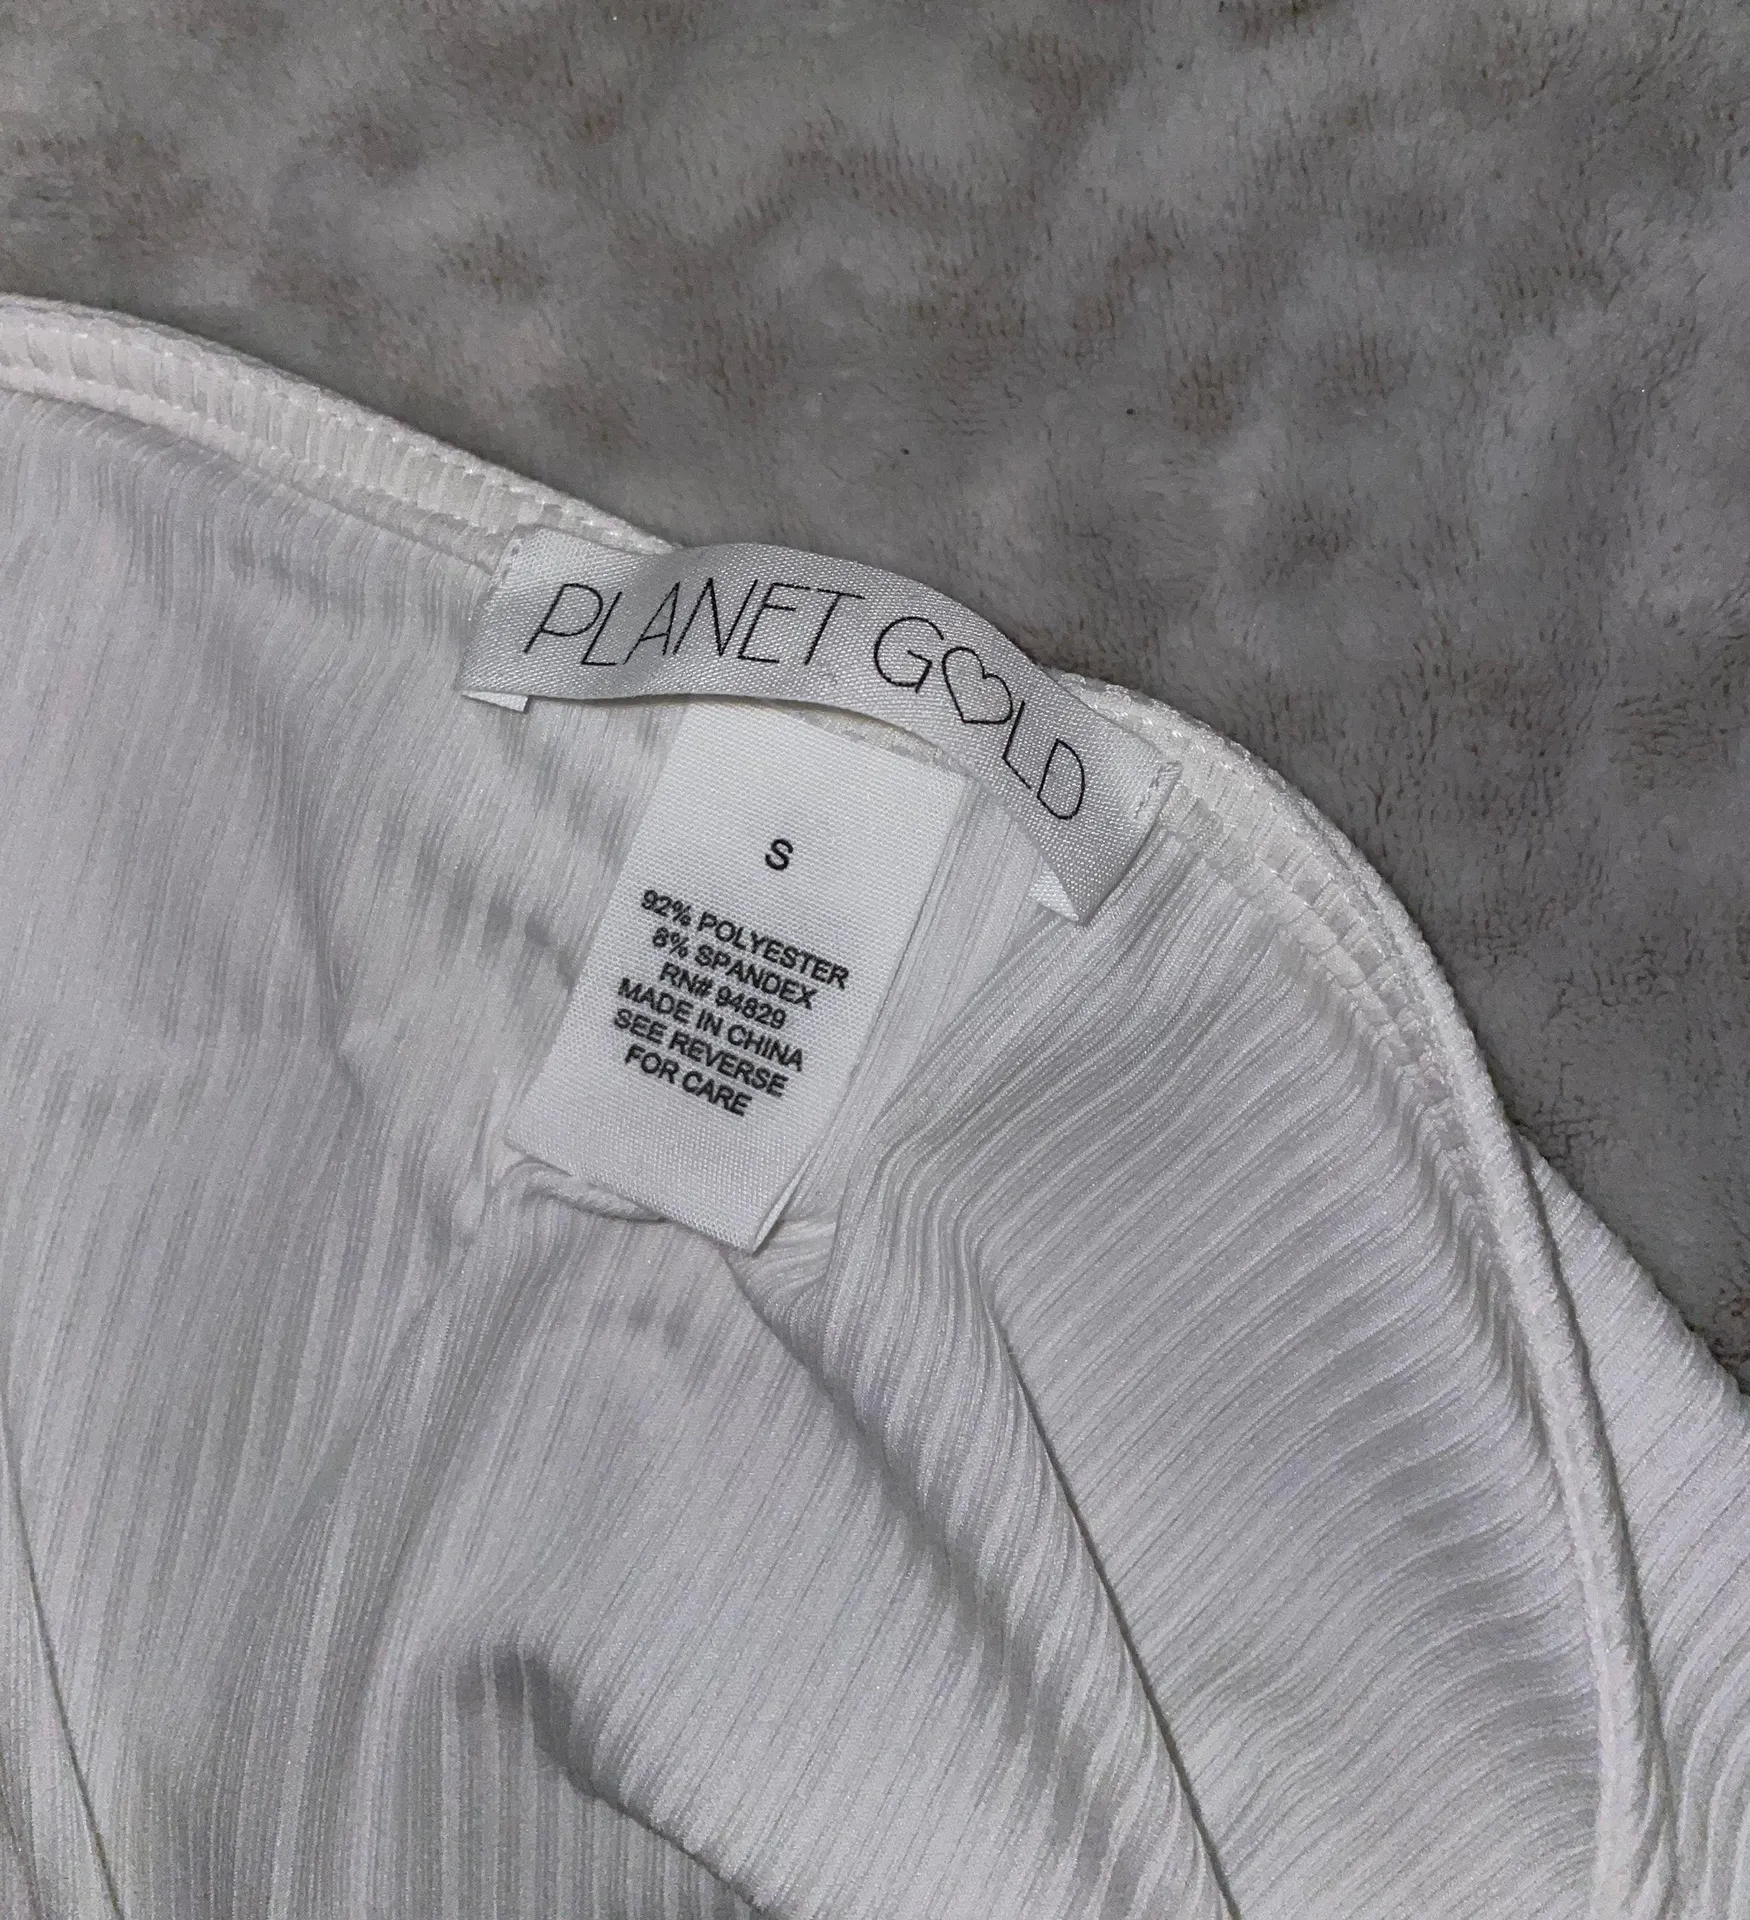 PLANET GOLD
S
92% POLYESTER
8% SPANDEX
RN# 94829
MADE IN CHINA
SEE REVERSE
FOR CARE